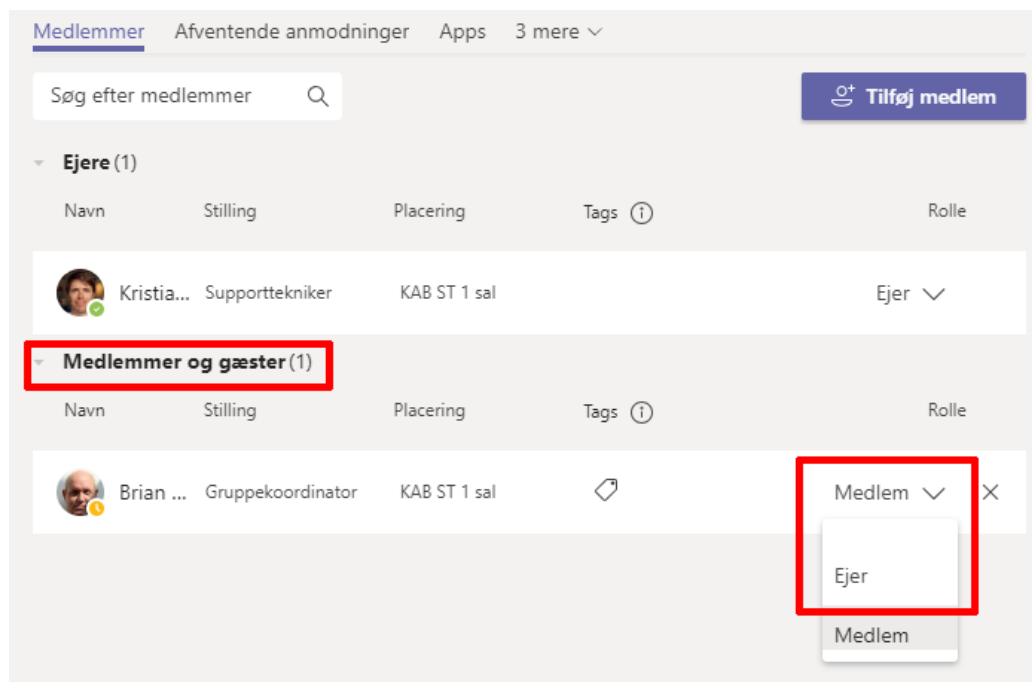 Medlemmer Afventende anmodninger Apps 3 mere
Søg efter medlemmer Tilføj medlem
Ejere (1)
Navn Stilling Placering Tags Rolle
Kristia... Supporttekniker KAB ST 1 sal Ejer
Medlemmer og gæster (1)
Navn Stilling Placering Tags Rolle
Brian ... Gruppekoordinator KAB ST 1 sal Medlem
Ejer
Medlem